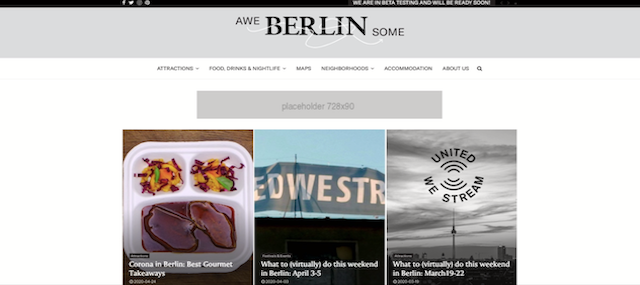 WE ARE IN BETA TESTING AND WILL BE READY SOON!
AWE BERLIN SOME
ATTRACTIONS FOOD, DRINKS & NIGHTLIFE MAPS NEIGHBORHOODS ACCOMMODATION ABOUT US
placeholder 728x90
EDWESTR
UNITED
WE STREAM
Attractions
Corona in Berlin: Best Gourmet
Takeaways
2020-04-24
Festivals & Events
What to (virtually) do this weekend
in Berlin: April 3-5
2020-04-03
Attractions
What to (virtually) do this weekend
in Berlin: March19-22
2020-03-19